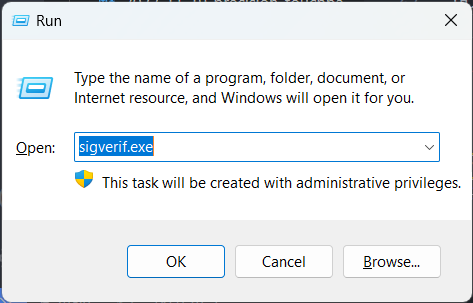 Run
Type the name of a program, folder, document, or
Internet resource, and Windows will open it for you.
Open: sigverif.exe
This task will be created with administrative privileges.
OK Cancel Browse...